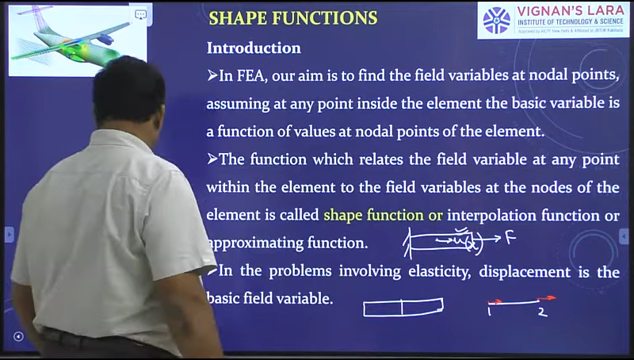 SHAPE FUNCTIONS
VIGNAN'S LARA
INSTITUTE OF TECHNOLOGY & SCIENCE
Introduction
➢In FEA, our aim is to find the field variables at nodal points,
assuming at any point inside the element the basic variable is
a function of values at nodal points of the element.
➢The function which relates the field variable at any point
within the element to the field variables at the nodes of the
element is called shape function or interpolation function or
approximating function.
u(x) F
➢In the problems involving elasticity, displacement is the
basic field variable.
1 2